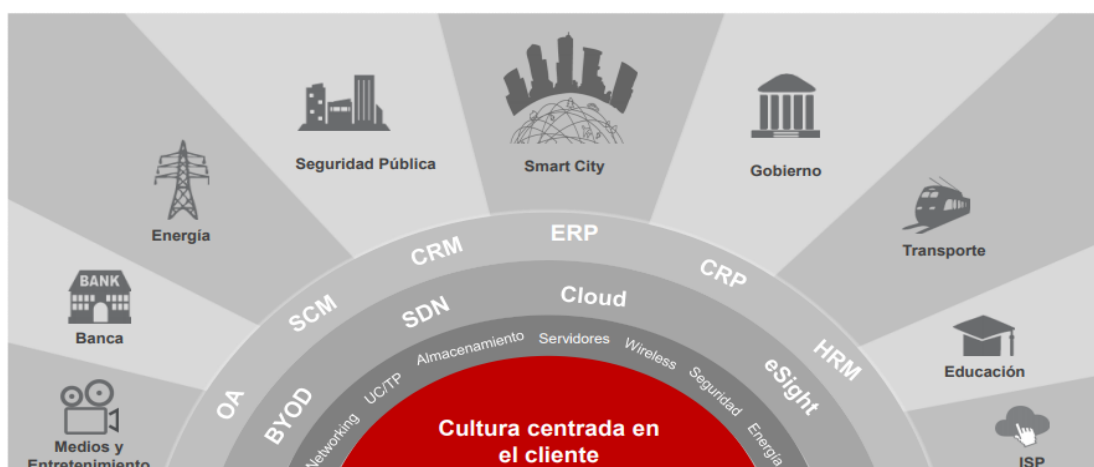 Smart City
Seguridad Pública
Gobierno
Energía
Transporte
BANK
Banca
Educación
Medios y
Entretenimiento
ISP
OA
SCM
CRM
ERP
CRP
HRM
BYOD
SDN
Cloud
eSight
Networking
UC/TP
Almacenamiento
Servidores
Wireless
Seguridad
Energía
Cultura centrada en
el cliente